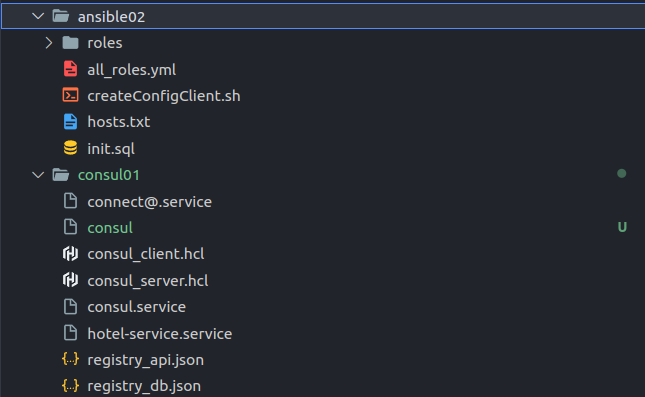 ansible02
roles
all_roles.yml
createConfigClient.sh
hosts.txt
init.sql
consul01
connect@.service
consul U
consul_client.hcl
consul_server.hcl
consul.service
hotel-service.service
registry_api.json
registry_db.json